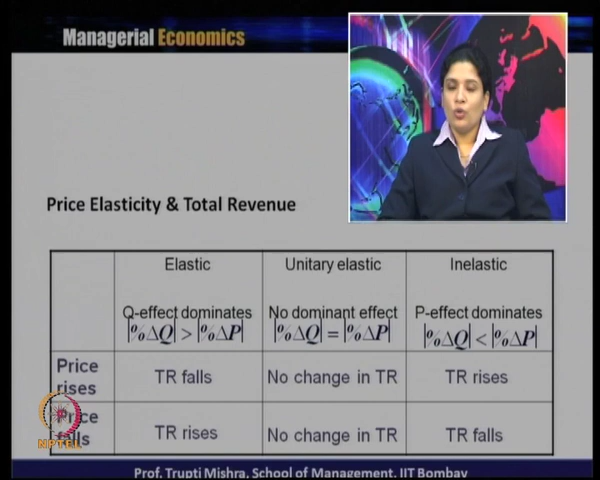 Managerial Economics
Price Elasticity & Total Revenue
Elastic
Unitary elastic
Inelastic
Q-effect dominates
No dominant effect
P-effect dominates
|%ΔQ| > |%ΔP|
|%ΔQ| = |%ΔP|
|%ΔQ| < |%ΔP|
Price
rises
TR falls
No change in TR
TR rises
Price
falls
TR rises
No change in TR
TR falls
NPTEL
Prof. Trupti Mishra, School of Management, IIT Bombay